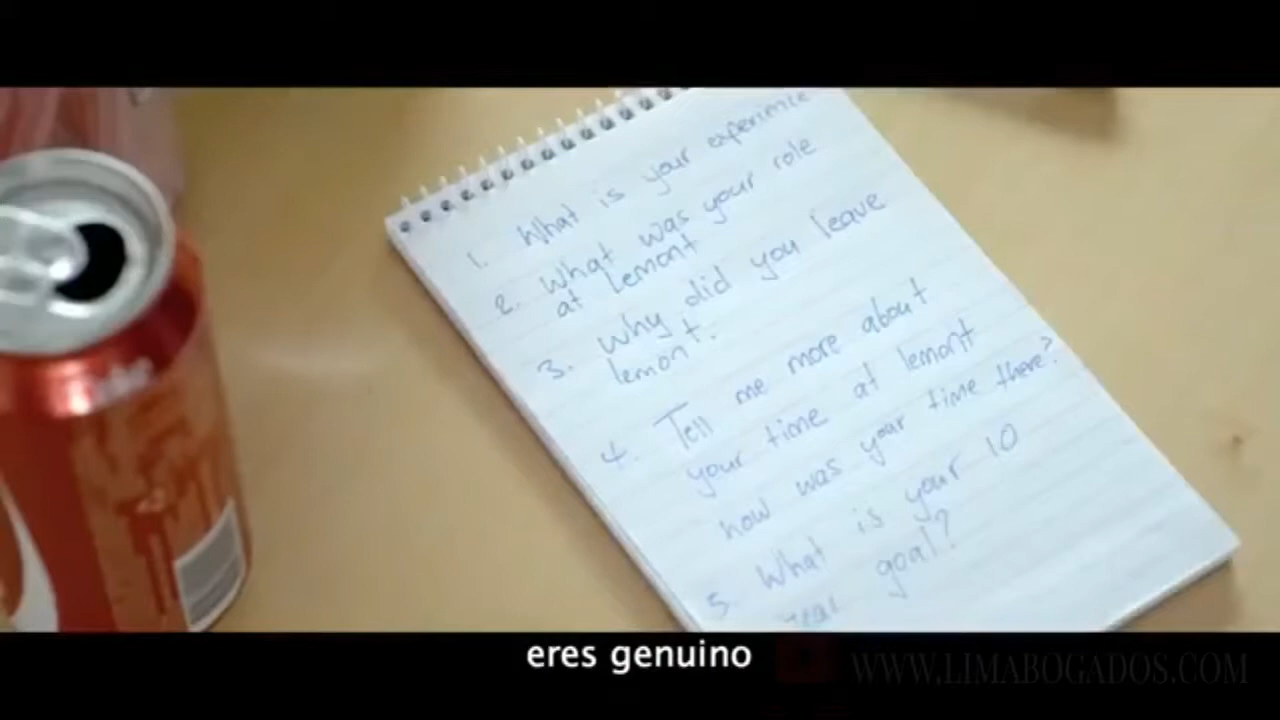 1. What is your experience
2. What was your role
at lemont
3. Why did you leave
lemont.
4. Tell me more about
your time at lemont
how was your time there?
5. What is your 10
year goal?
eres genuino
WWW.LIMABOGADOS.COM